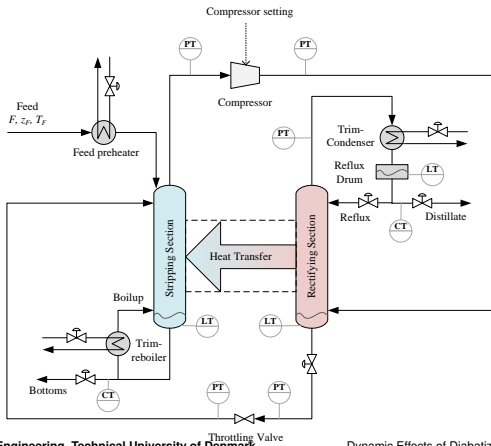 Compressor setting
PT
PT
Compressor
Feed
F, zF, TF
Feed preheater
PT
Trim-
Condenser
Reflux
Drum
LT
Reflux
Distillate
CT
Stripping Section
Heat Transfer
Rectifying Section
Boilup
LT
LT
Trim-
reboiler
Bottoms
CT
PT
PT
Throttling Valve
Engineering, Technical University of Denmark
Dynamic Effects of Diabatiz